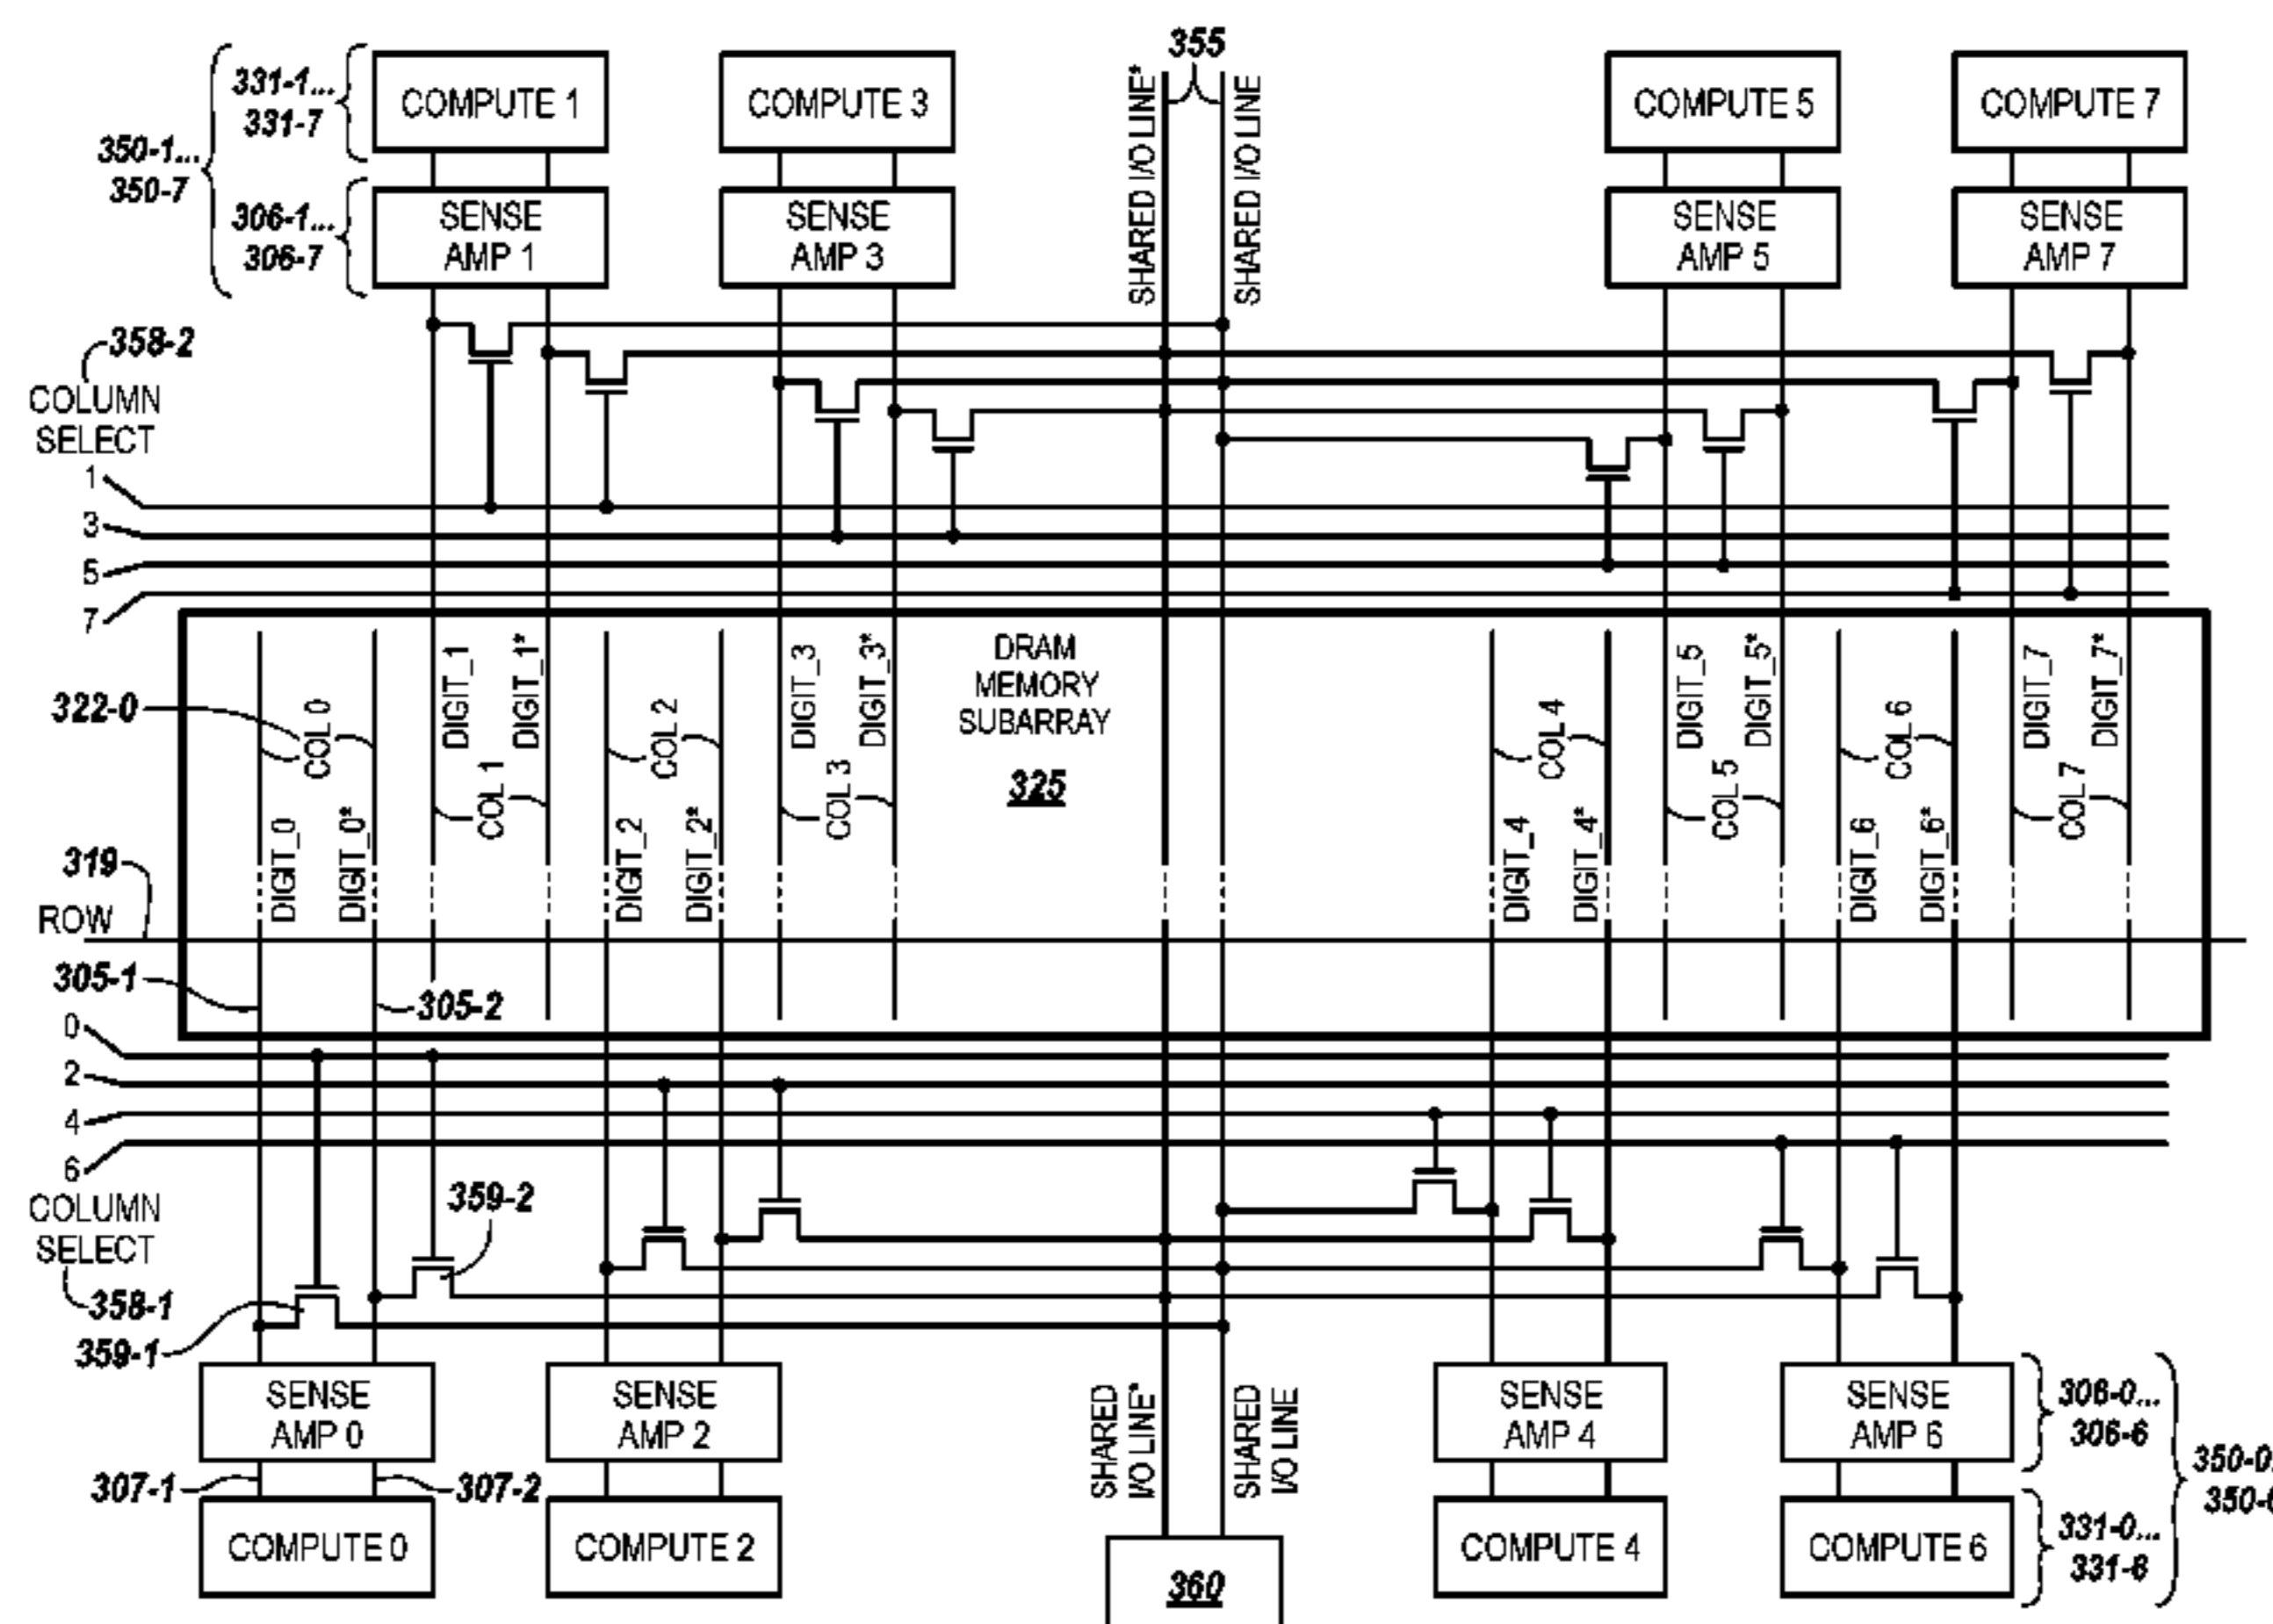 355
331-1...
331-7
350-1...
350-7
306-1...
306-7
COMPUTE 1
COMPUTE 3
COMPUTE 5
COMPUTE 7
SENSE
AMP 1
SENSE
AMP 3
SENSE
AMP 5
SENSE
AMP 7
SHARED I/O LINE*
SHARED I/O LINE
358-2
COLUMN
SELECT
1
3
5
7
322-0
COL 0
DIGIT_0
DIGIT_0*
DIGIT_1
DIGIT_1*
COL 1
COL 2
DIGIT_2
DIGIT_2*
DIGIT_3
DIGIT_3*
COL 3
DRAM
MEMORY
SUBARRAY
325
COL 4
DIGIT_4
DIGIT_4*
DIGIT_5
DIGIT_5*
COL 5
COL 6
DIGIT_6
DIGIT_6*
DIGIT_7
DIGIT_7*
COL 7
319
ROW
305-1
305-2
0
2
4
6
COLUMN
SELECT
358-1
359-2
359-1
SENSE
AMP 0
SENSE
AMP 2
SHARED
I/O LINE*
SHARED
I/O LINE
SENSE
AMP 4
SENSE
AMP 6
306-0...
306-6
307-1
307-2
350-0
350-
COMPUTE 0
COMPUTE 2
360
COMPUTE 4
COMPUTE 6
331-0...
331-6